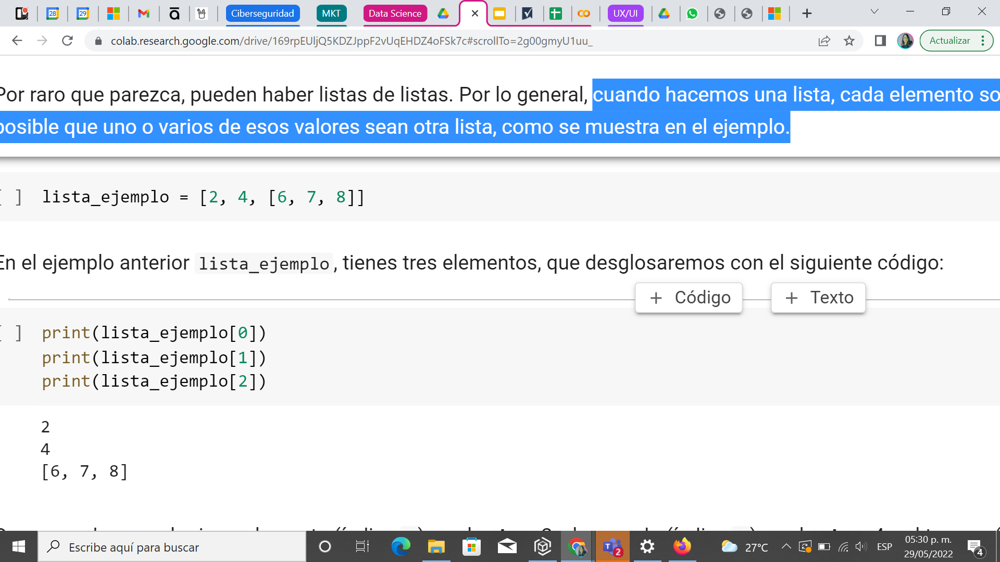 28
29
Ciberseguridad
MKT
Data Science
UX/UI
colab.research.google.com/drive/169rpEUljQ5KDZJppF2vUqEHDZ4oFSk7c#scrollTo=2g00gmyU1uu_
Actualizar
Por raro que parezca, pueden haber listas de listas. Por lo general, cuando hacemos una lista, cada elemento so
posible que uno o varios de esos valores sean otra lista, como se muestra en el ejemplo.
[ ] lista_ejemplo = [2, 4, [6, 7, 8]]
En el ejemplo anterior lista_ejemplo, tienes tres elementos, que desglosaremos con el siguiente código:
+ Código
+ Texto
[ ] print(lista_ejemplo[0])
print(lista_ejemplo[1])
print(lista_ejemplo[2])
2
4
[6, 7, 8]
Escribe aquí para buscar
2
27°C
ESP
05:30 p. m.
29/05/2022
4